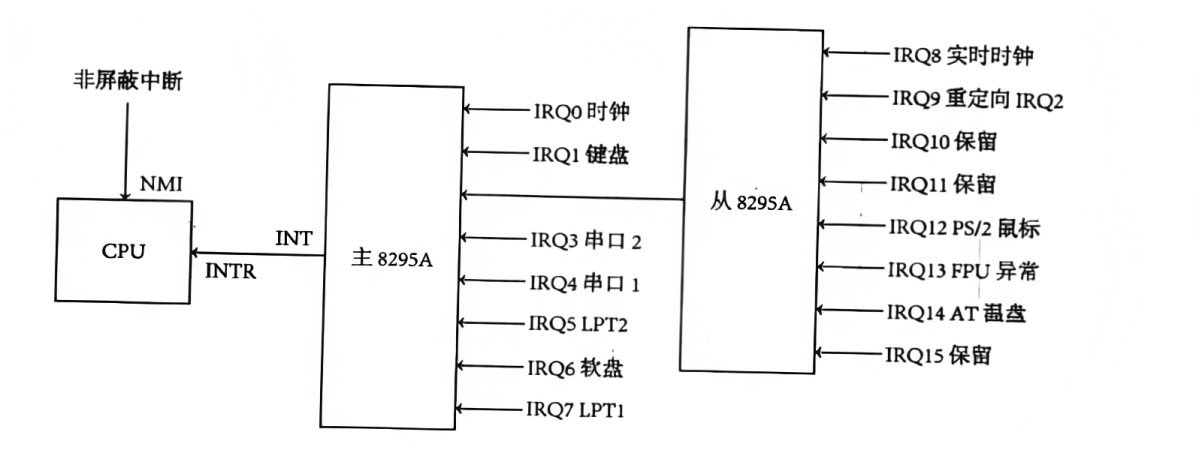 非屏蔽中断
NMI
CPU
INT
INTR
主 8295A
IRQ0 时钟
IRQ1 键盘
IRQ3 串口 2
IRQ4 串口 1
IRQ5 LPT2
IRQ6 软盘
IRQ7 LPT1
从 8295A
IRQ8 实时时钟
IRQ9 重定向 IRQ2
IRQ10 保留
IRQ11 保留
IRQ12 PS/2 鼠标
IRQ13 FPU 异常
IRQ14 AT 温盘
IRQ15 保留